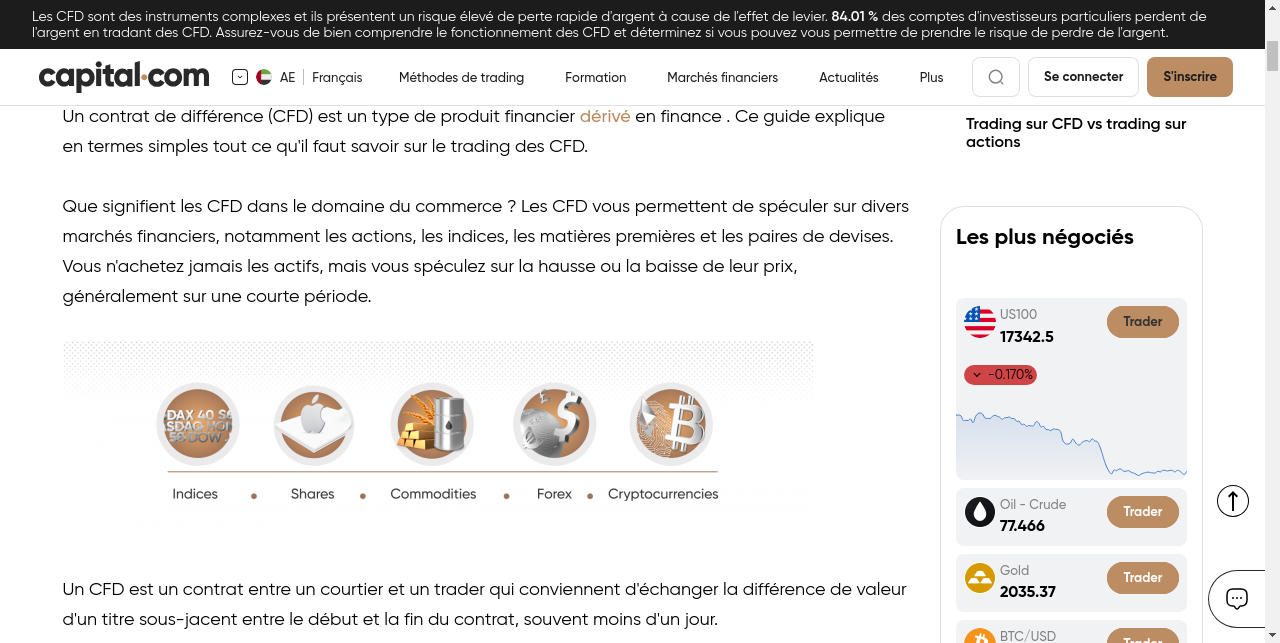 Les CFD sont des instruments complexes et ils présentent un risque élevé de perte rapide d'argent à cause de l'effet de levier. 84.01 % des comptes d'investisseurs particuliers perdent de
l'argent en tradant des CFD. Assurez-vous de bien comprendre le fonctionnement des CFD et déterminez si vous pouvez vous permettre de prendre le risque de perdre de l'argent.
capital.com AE Français Méthodes de trading Formation Marchés financiers Actualités Plus Se connecter S'inscrire
Un contrat de différence (CFD) est un type de produit financier dérivé en finance . Ce guide explique
en termes simples tout ce qu'il faut savoir sur le trading des CFD.
Que signifient les CFD dans le domaine du commerce ? Les CFD vous permettent de spéculer sur divers
marchés financiers, notamment les actions, les indices, les matières premières et les paires de devises.
Vous n'achetez jamais les actifs, mais vous spéculez sur la hausse ou la baisse de leur prix,
généralement sur une courte période.
DAX 40
Indices Shares Commodities Forex Cryptocurrencies
Un CFD est un contrat entre un courtier et un trader qui conviennent d'échanger la différence de valeur
d'un titre sous-jacent entre le début et la fin du contrat, souvent moins d'un jour.
Trading sur CFD vs trading sur
actions
Les plus négociés
US100
17342.5
Trader
-0.170%
Oil - Crude
77.466
Trader
Gold
2035.37
Trader
BTC/USD
Trader